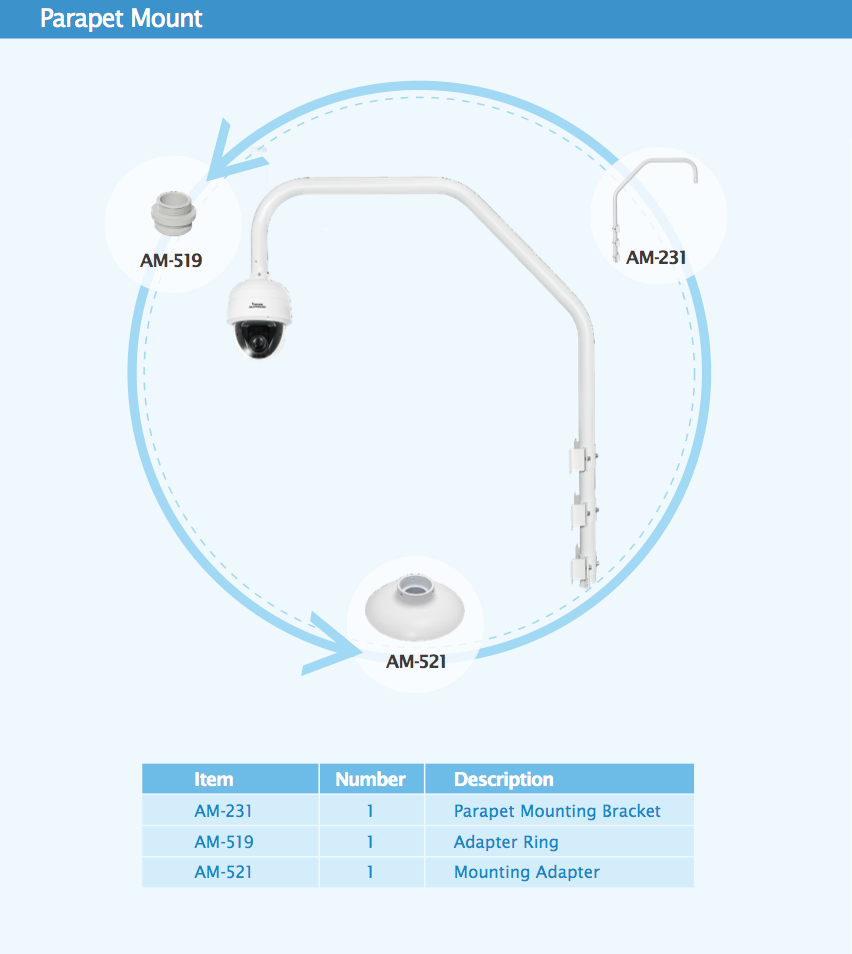 Parapet Mount
AM-519
AM-231
AM-521
Item Number Description
AM-231 1 Parapet Mounting Bracket
AM-519 1 Adapter Ring
AM-521 1 Mounting Adapter